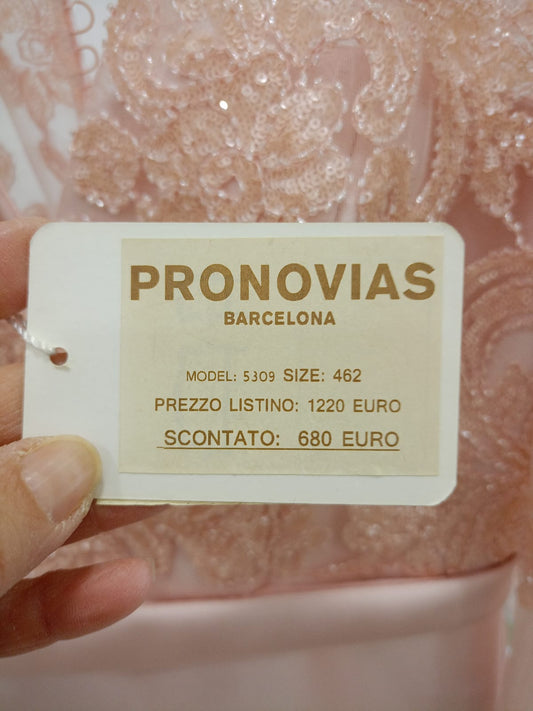 PRONOVIAS
BARCELONA
MODEL: 5309 SIZE: 462
PREZZO LISTINO: 1220 EURO
SCONTATO: 680 EURO